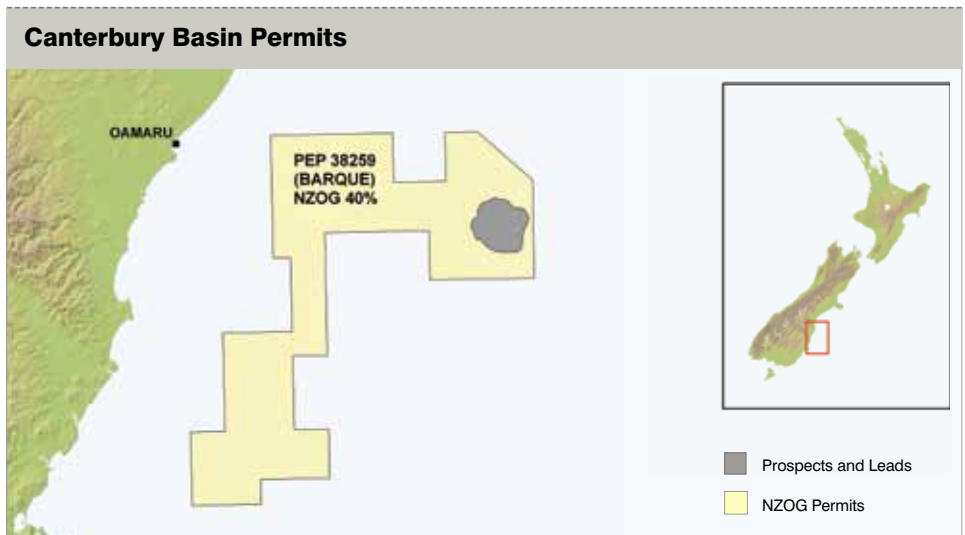 Canterbury Basin Permits
OAMARU
PEP 38259
(BARQUE)
NZOG 40%
Prospects and Leads
NZOG Permits